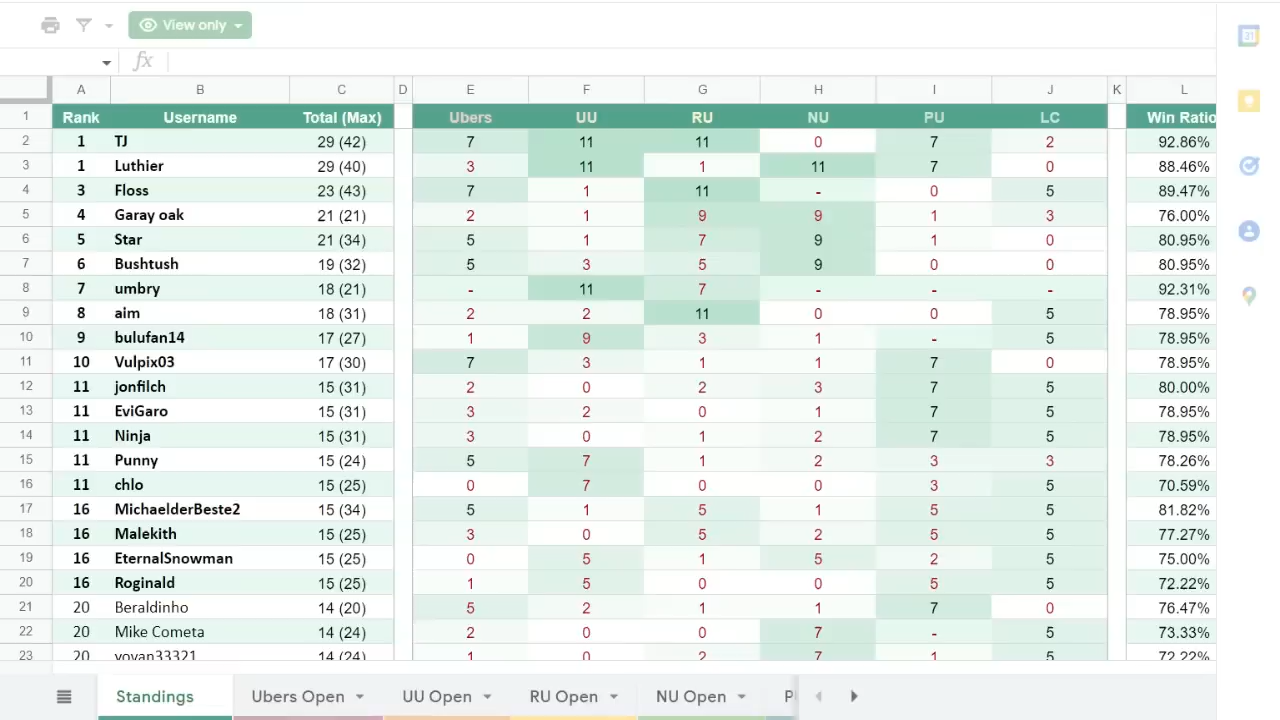 View only
fx
A B C D E F G H I J K L
1 Rank Username Total (Max) Ubers UU RU NU PU LC Win Ratio
2 1 TJ 29 (42) 7 11 11 0 7 2 92.86%
3 1 Luthier 29 (40) 3 11 1 11 7 0 88.46%
4 3 Floss 23 (43) 7 1 11 - 0 5 89.47%
5 4 Garay oak 21 (21) 2 1 9 9 1 3 76.00%
6 5 Star 21 (34) 5 1 7 9 1 0 80.95%
7 6 Bushtush 19 (32) 5 3 5 9 0 0 80.95%
8 7 umbry 18 (21) - 11 7 - - - 92.31%
9 8 aim 18 (31) 2 2 11 0 0 5 78.95%
10 9 bulufan14 17 (27) 1 9 3 1 - 5 78.95%
11 10 Vulpix03 17 (30) 7 3 1 1 7 0 78.95%
12 11 jonfilch 15 (31) 2 0 2 3 7 5 80.00%
13 11 EviGaro 15 (31) 3 2 0 1 7 5 78.95%
14 11 Ninja 15 (31) 3 0 1 2 7 5 78.95%
15 11 Punny 15 (24) 5 7 1 2 3 3 78.26%
16 11 chlo 15 (25) 0 7 0 0 3 5 70.59%
17 16 MichaelderBeste2 15 (34) 5 1 5 1 5 5 81.82%
18 16 Malekith 15 (25) 3 0 5 2 5 5 77.27%
19 16 EternalSnowman 15 (25) 0 5 1 5 2 5 75.00%
20 16 Roginald 15 (25) 1 5 0 0 5 5 72.22%
21 20 Beraldinho 14 (20) 5 2 1 1 7 0 76.47%
22 20 Mike Cometa 14 (24) 2 0 0 7 - 5 73.33%
23 20 yovan33321 14 (24) 1 0 2 7 1 5 72.22%
Standings Ubers Open UU Open RU Open NU Open P
31